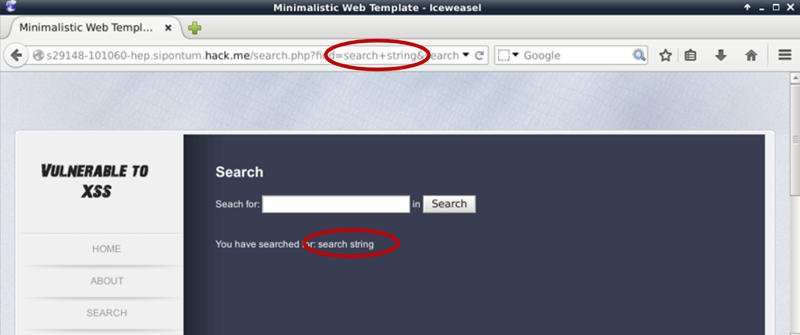 Minimalistic Web Template - Iceweasel
Minimalistic Web Templ...
s29148-101060-hep.sipontum.hack.me/search.php?find=search+string&search
Google
VULNERABLE TO
XSS
Search
Seach for: in Search
You have searched for: search string
HOME
ABOUT
SEARCH